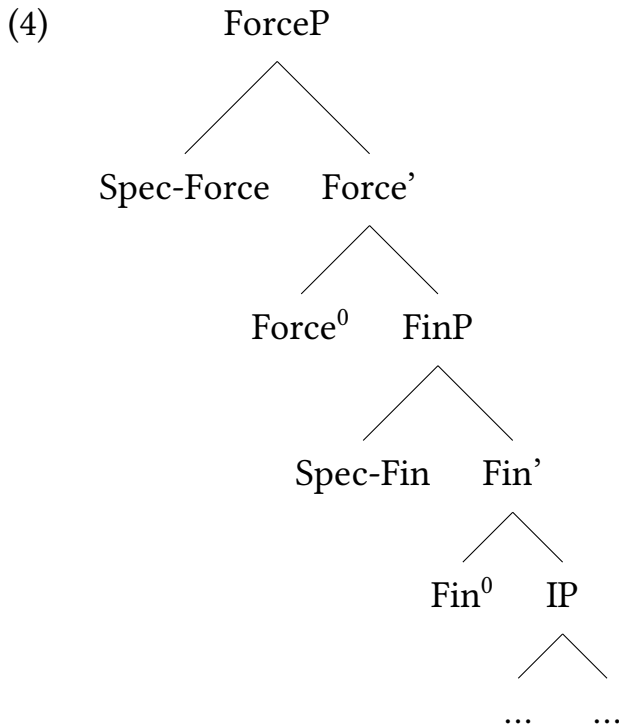 (4) ForceP
Spec-Force Force’
Force⁰ FinP
Spec-Fin Fin’
Fin⁰ IP
... ...